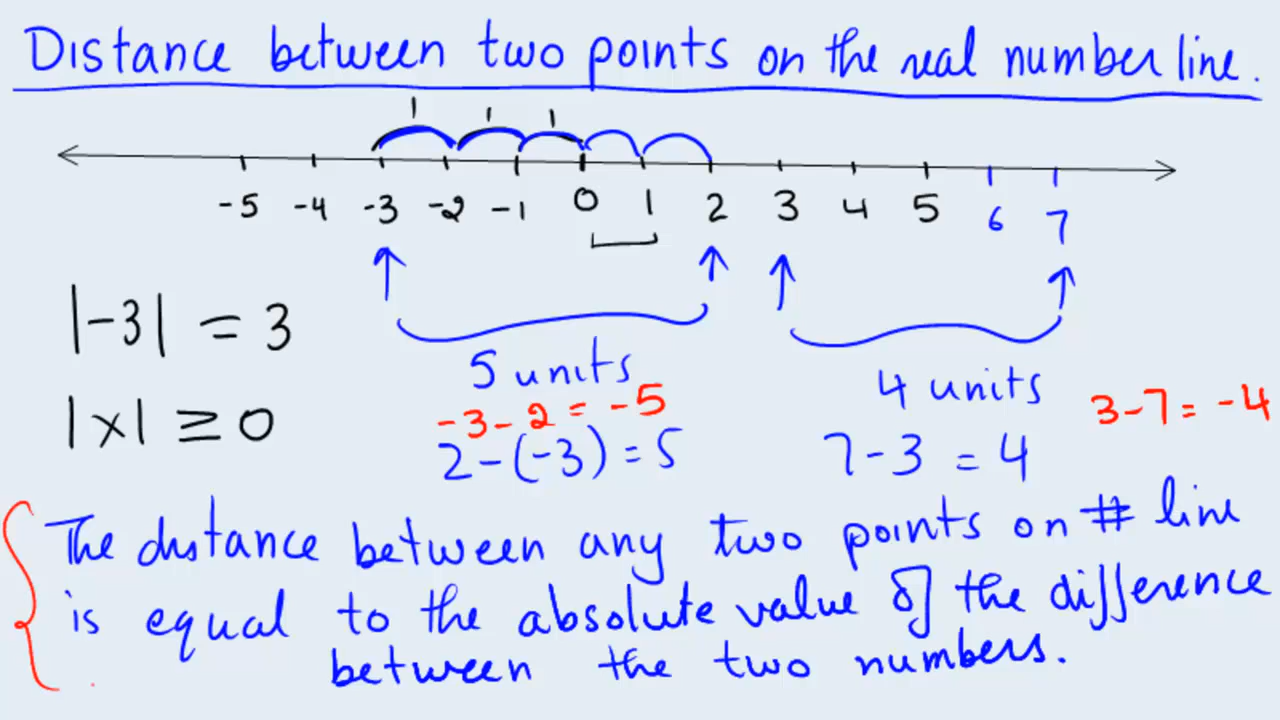 Distance between two points on the real number line.
1 1 1
-5 -4 -3 -2 -1 0 1 2 3 4 5 6 7
|-3| = 3
5 units
4 units
-3-2 = -5
3-7 = -4
|x| ≥ 0
2-(-3) = 5
7-3 = 4
The distance between any two points on # line
is equal to the absolute value of the difference
between the two numbers.